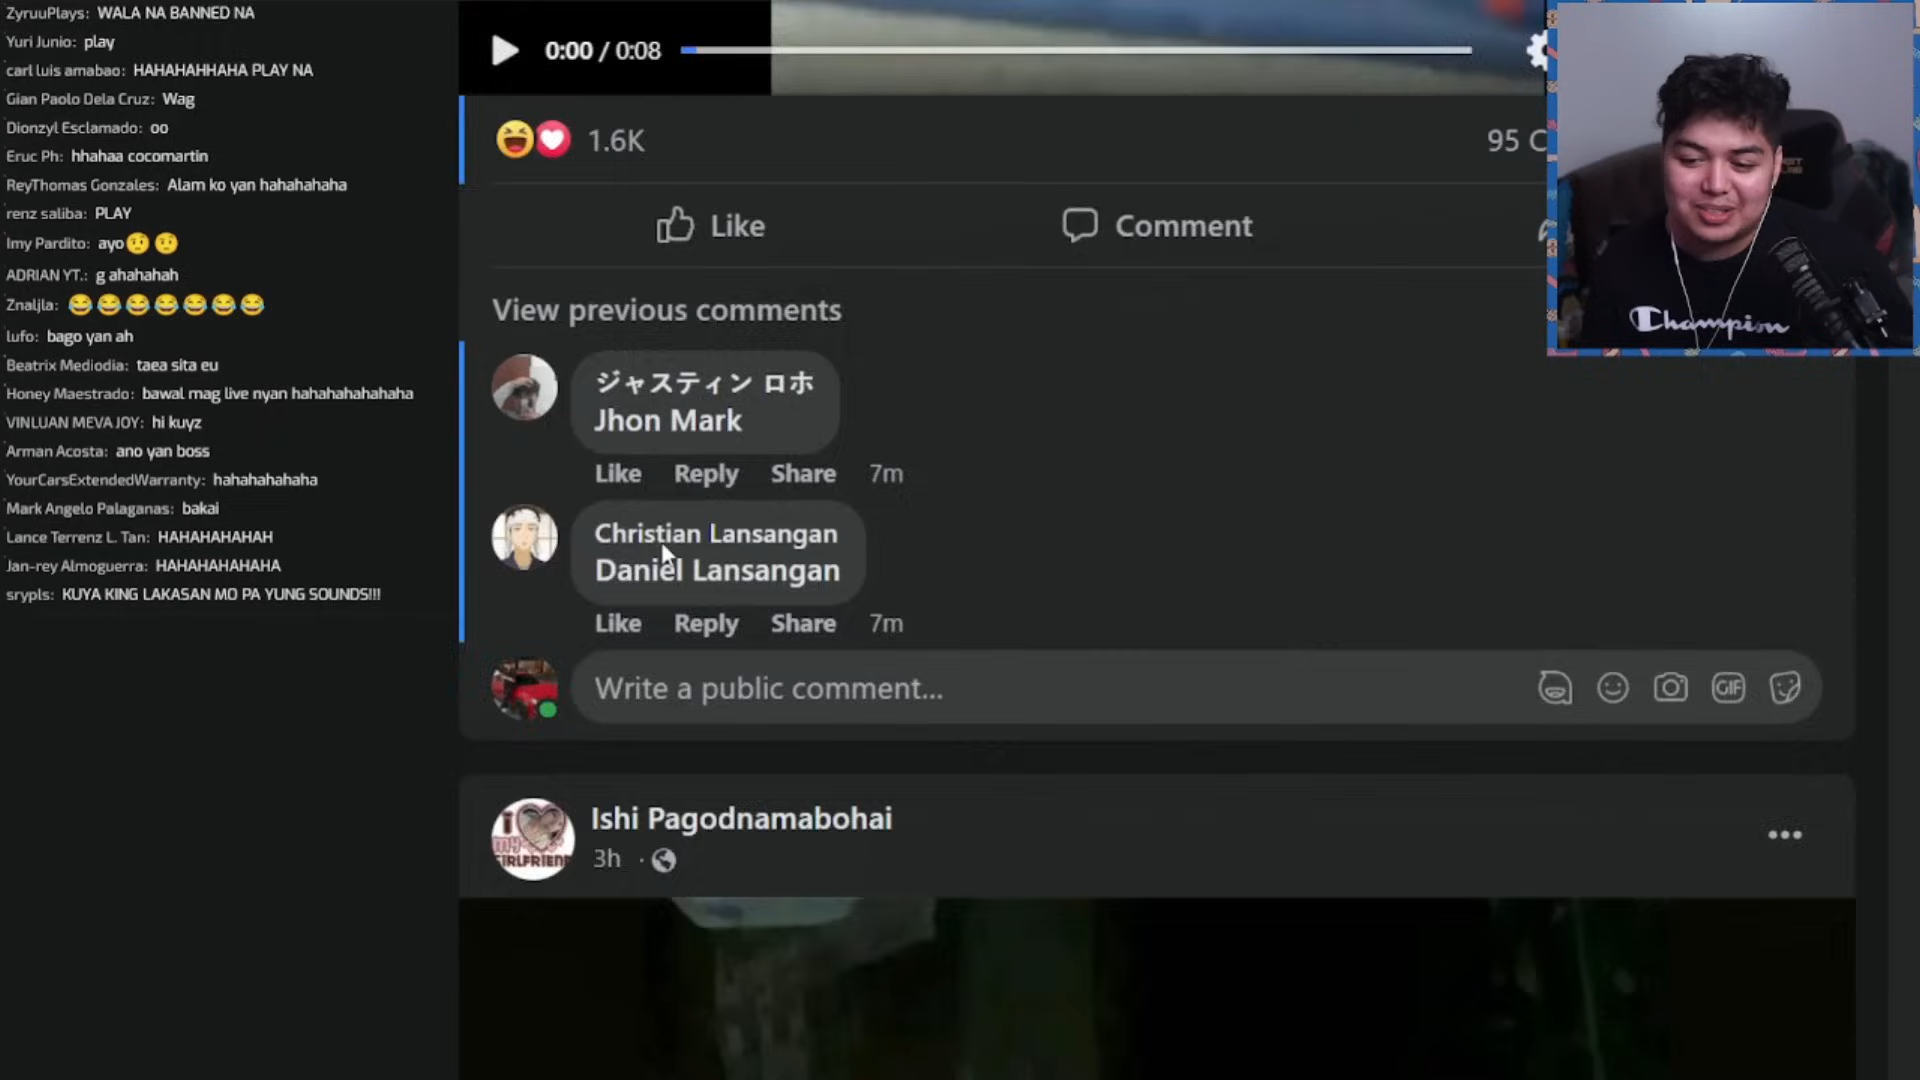 ZyruuPlays: WALA NA BANNED NA
Yuri Junio: play
carl luis amabao: HAHAHAHHAHA PLAY NA
Gian Paolo Dela Cruz: Wag
Dionzyl Esclamado: oo
Eruc Ph: hhahaa cocomartin
ReyThomas Gonzales: Alam ko yan hahahahaha
renz saliba: PLAY
Imy Pardito: ayo🤨 🤨
ADRIAN YT.: g ahahahah
Znaljla: 😂 😂 😂 😂 😂 😂 😂
lufo: bago yan ah
Beatrix Mediodia: taea sita eu
Honey Maestrado: bawal mag live nyan hahahahahahaha
VINLUAN MEVA JOY: hi kuyz
Arman Acosta: ano yan boss
YourCarsExtendedWarranty: hahahahahaha
Mark Angelo Palaganas: bakai
Lance Terrenz L. Tan: HAHAHAHAHAH
Jan-rey Almoguerra: HAHAHAHAHAHA
srypls: KUYA KING LAKASAN MO PA YUNG SOUNDS!!!
0:00 / 0:08
1.6K
95 C
Like
Comment
View previous comments
ジャスティン ロホ
Jhon Mark
Like Reply Share 7m
Christian Lansangan
Daniel Lansangan
Like Reply Share 7m
Write a public comment...
GIF
Ishi Pagodnamabohai
3h ·
i
my
GIRLFRIEND
Champion